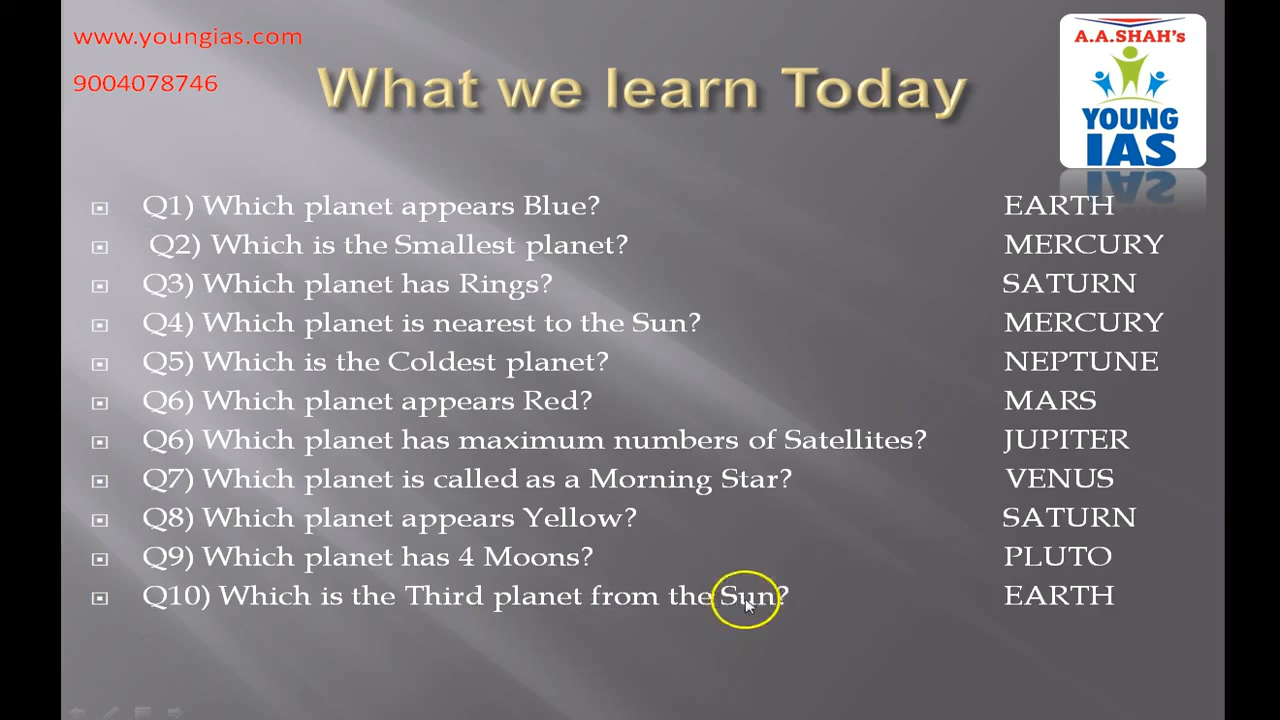 www.youngias.com
9004078746
What we learn Today
A.A.SHAH's
YOUNG
IAS
Q1) Which planet appears Blue? EARTH
Q2) Which is the Smallest planet? MERCURY
Q3) Which planet has Rings? SATURN
Q4) Which planet is nearest to the Sun? MERCURY
Q5) Which is the Coldest planet? NEPTUNE
Q6) Which planet appears Red? MARS
Q6) Which planet has maximum numbers of Satellites? JUPITER
Q7) Which planet is called as a Morning Star? VENUS
Q8) Which planet appears Yellow? SATURN
Q9) Which planet has 4 Moons? PLUTO
Q10) Which is the Third planet from the Sun? EARTH